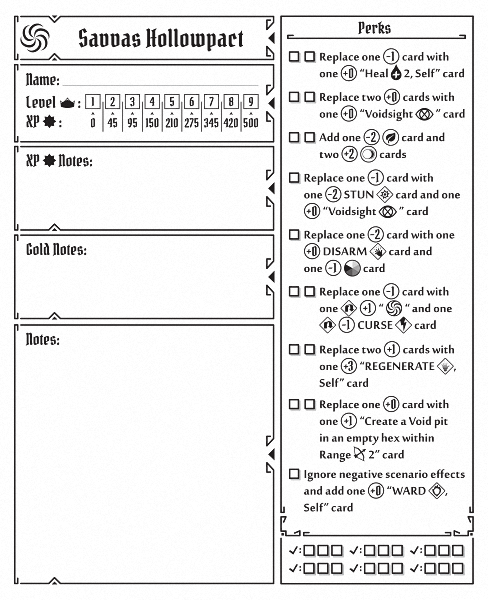 Savvas Hollowpact
Name:
Level : 1 2 3 4 5 6 7 8 9
XP : 0 45 95 150 210 275 345 420 500
XP Notes:
Gold Notes:
Notes:
Perks
Replace one -1 card with
one +0 “Heal 2, Self” card
Replace two +0 cards with
one +0 “Voidsight ” card
Add one -2 card and
two +2 cards
Replace one -1 card with
one -2 STUN card and one
+0 “Voidsight ” card
Replace one -2 card with one
+0 DISARM card and
one -1 card
Replace one -1 card with
one +1 “ ” and one
-1 CURSE card
Replace two +1 cards with
one +3 “REGENERATE ,
Self” card
Replace one +0 card with
one +1 “Create a Void pit
in an empty hex within
Range 2” card
Ignore negative scenario effects
and add one +0 “WARD ,
Self” card
✓: ✓: ✓:
✓: ✓: ✓: